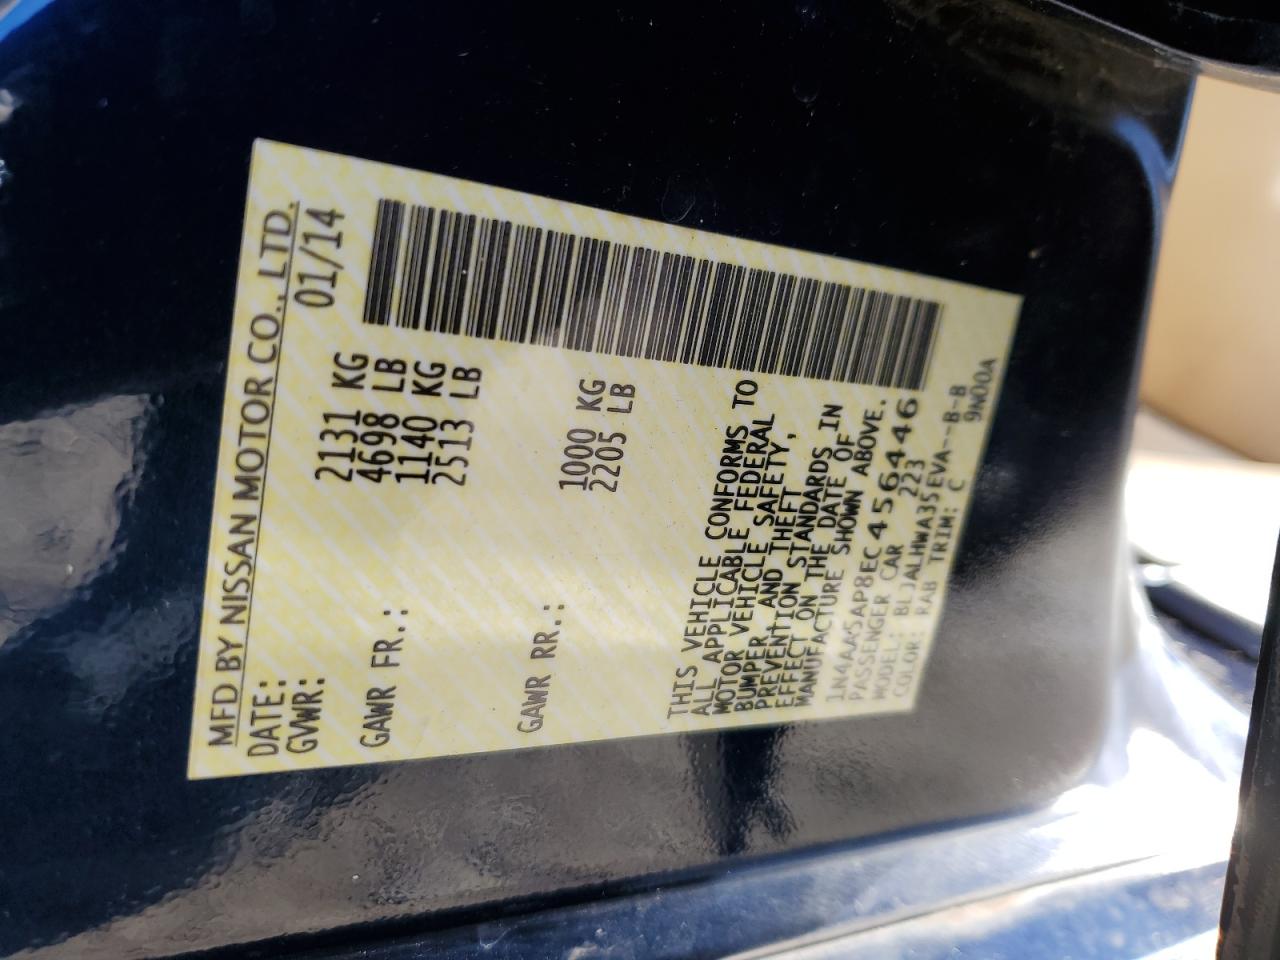 MFD BY NISSAN MOTOR CO., LTD.
DATE: 01/14
GVWR: 2131 KG
4698 LB
GAWR FR.: 1140 KG
2513 LB
GAWR RR.: 1000 KG
2205 LB
THIS VEHICLE CONFORMS TO
ALL APPLICABLE FEDERAL
MOTOR VEHICLE SAFETY,
BUMPER, AND THEFT
PREVENTION STANDARDS IN
EFFECT ON THE DATE OF
MANUFACTURE SHOWN ABOVE.
1N4AA5AP8EC456446
PASSENGER CAR 223
MODEL: BLJALHWA35EVA--B-B
COLOR: RAB TRIM: C 9N00A